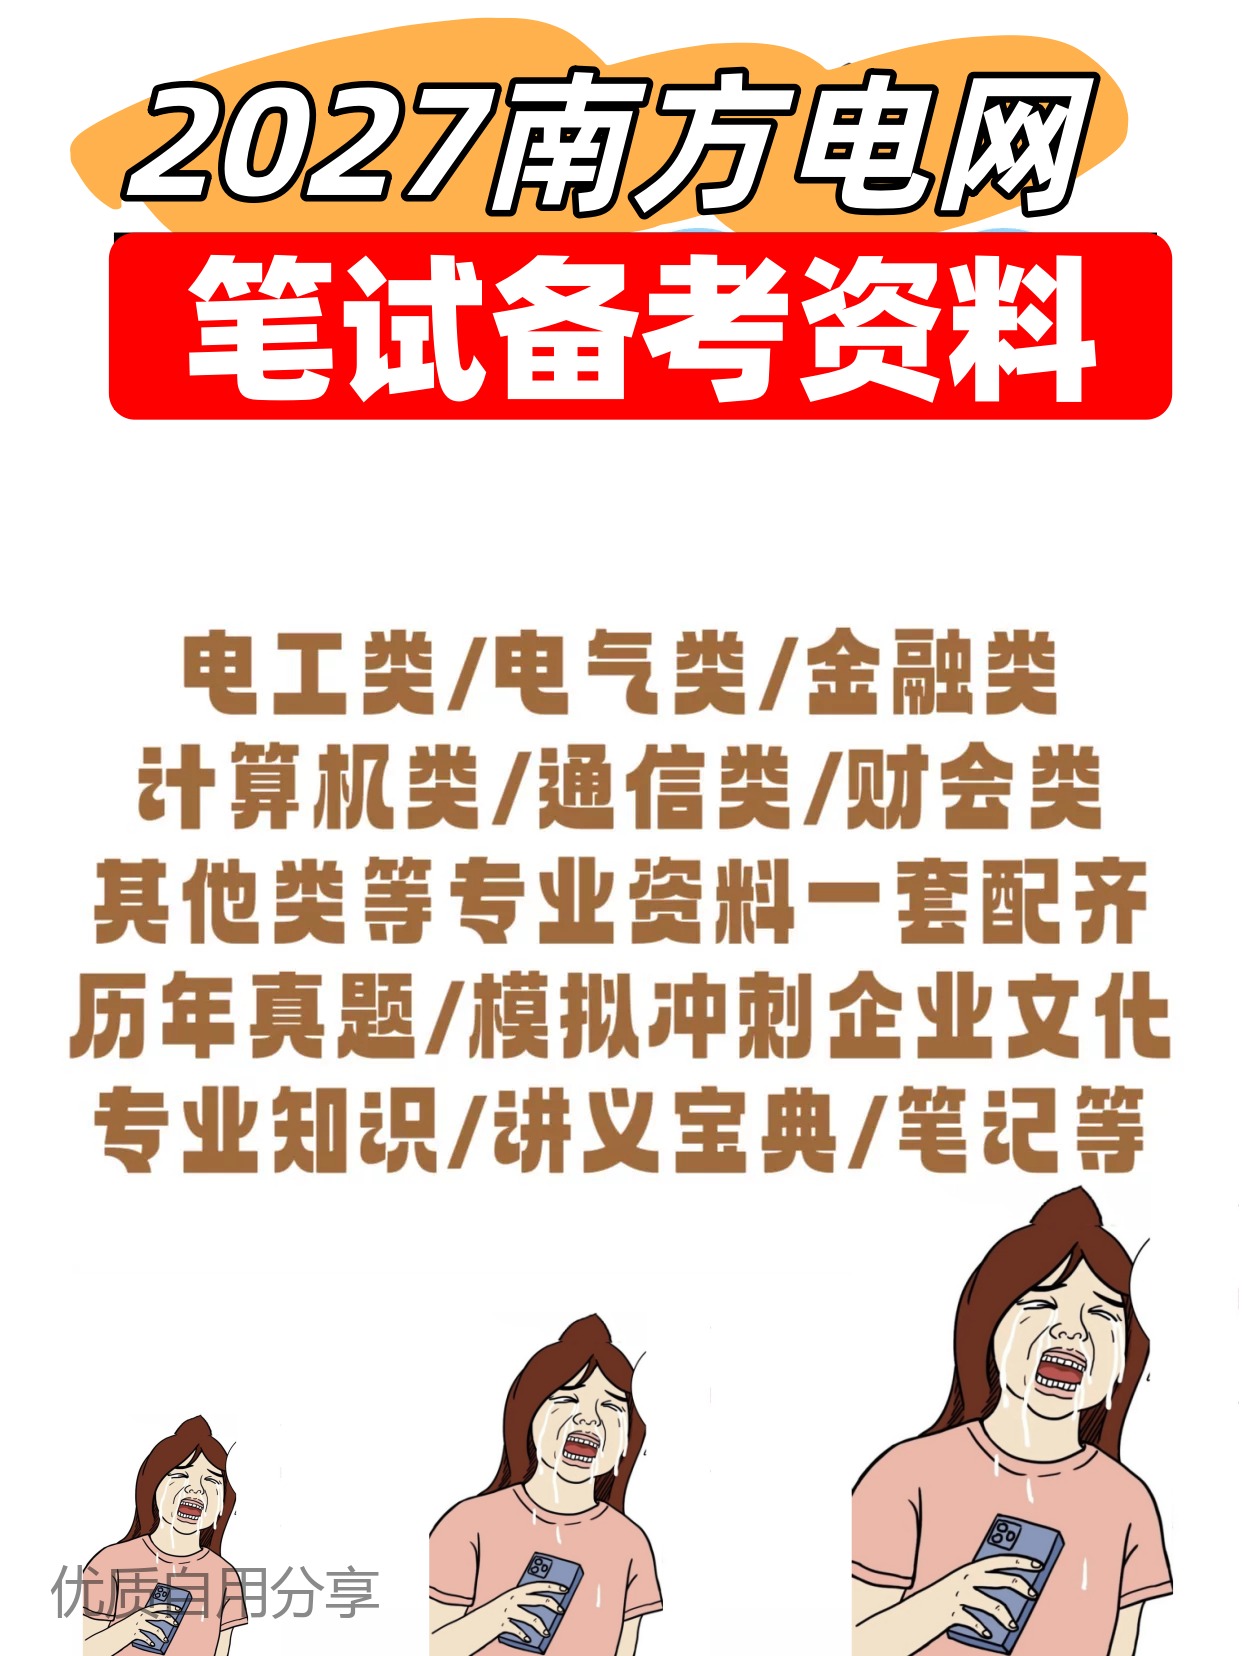 2027南方电网
笔试备考资料
电工类/电气类/金融类
计算机类/通信类/财会类
其他类等专业资料一套配齐
历年真题/模拟冲刺企业文化
专业知识/讲义宝典/笔记等
优质自用分享